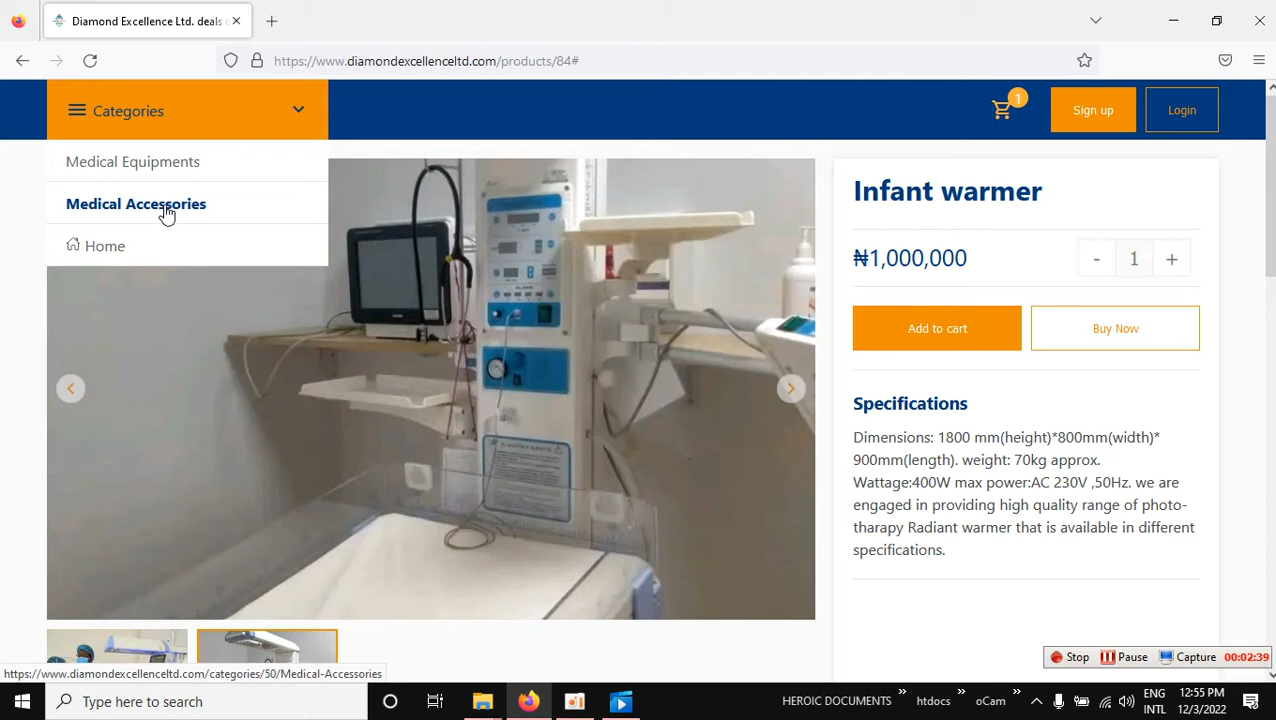 Diamond Excellence Ltd. deals
https://www.diamondexcellenceltd.com/products/84#
Categories
1
Sign up
Login
Medical Equipments
Medical Accessories
Home
Infant warmer
₦1,000,000
- 1 +
Add to cart
Buy Now
Specifications
Dimensions: 1800 mm(height)*800mm(width)*
900mm(length). weight: 70kg approx.
Wattage:400W max power:AC 230V ,50Hz. we are
engaged in providing high quality range of photo-
tharapy Radiant warmer that is available in different
specifications.
Stop
Pause
Capture
00:02:39
https://www.diamondexcellenceltd.com/categories/50/Medical-Accessories
Type here to search
HEROIC DOCUMENTS
htdocs
oCam
ENG
INTL
12:55 PM
12/3/2022